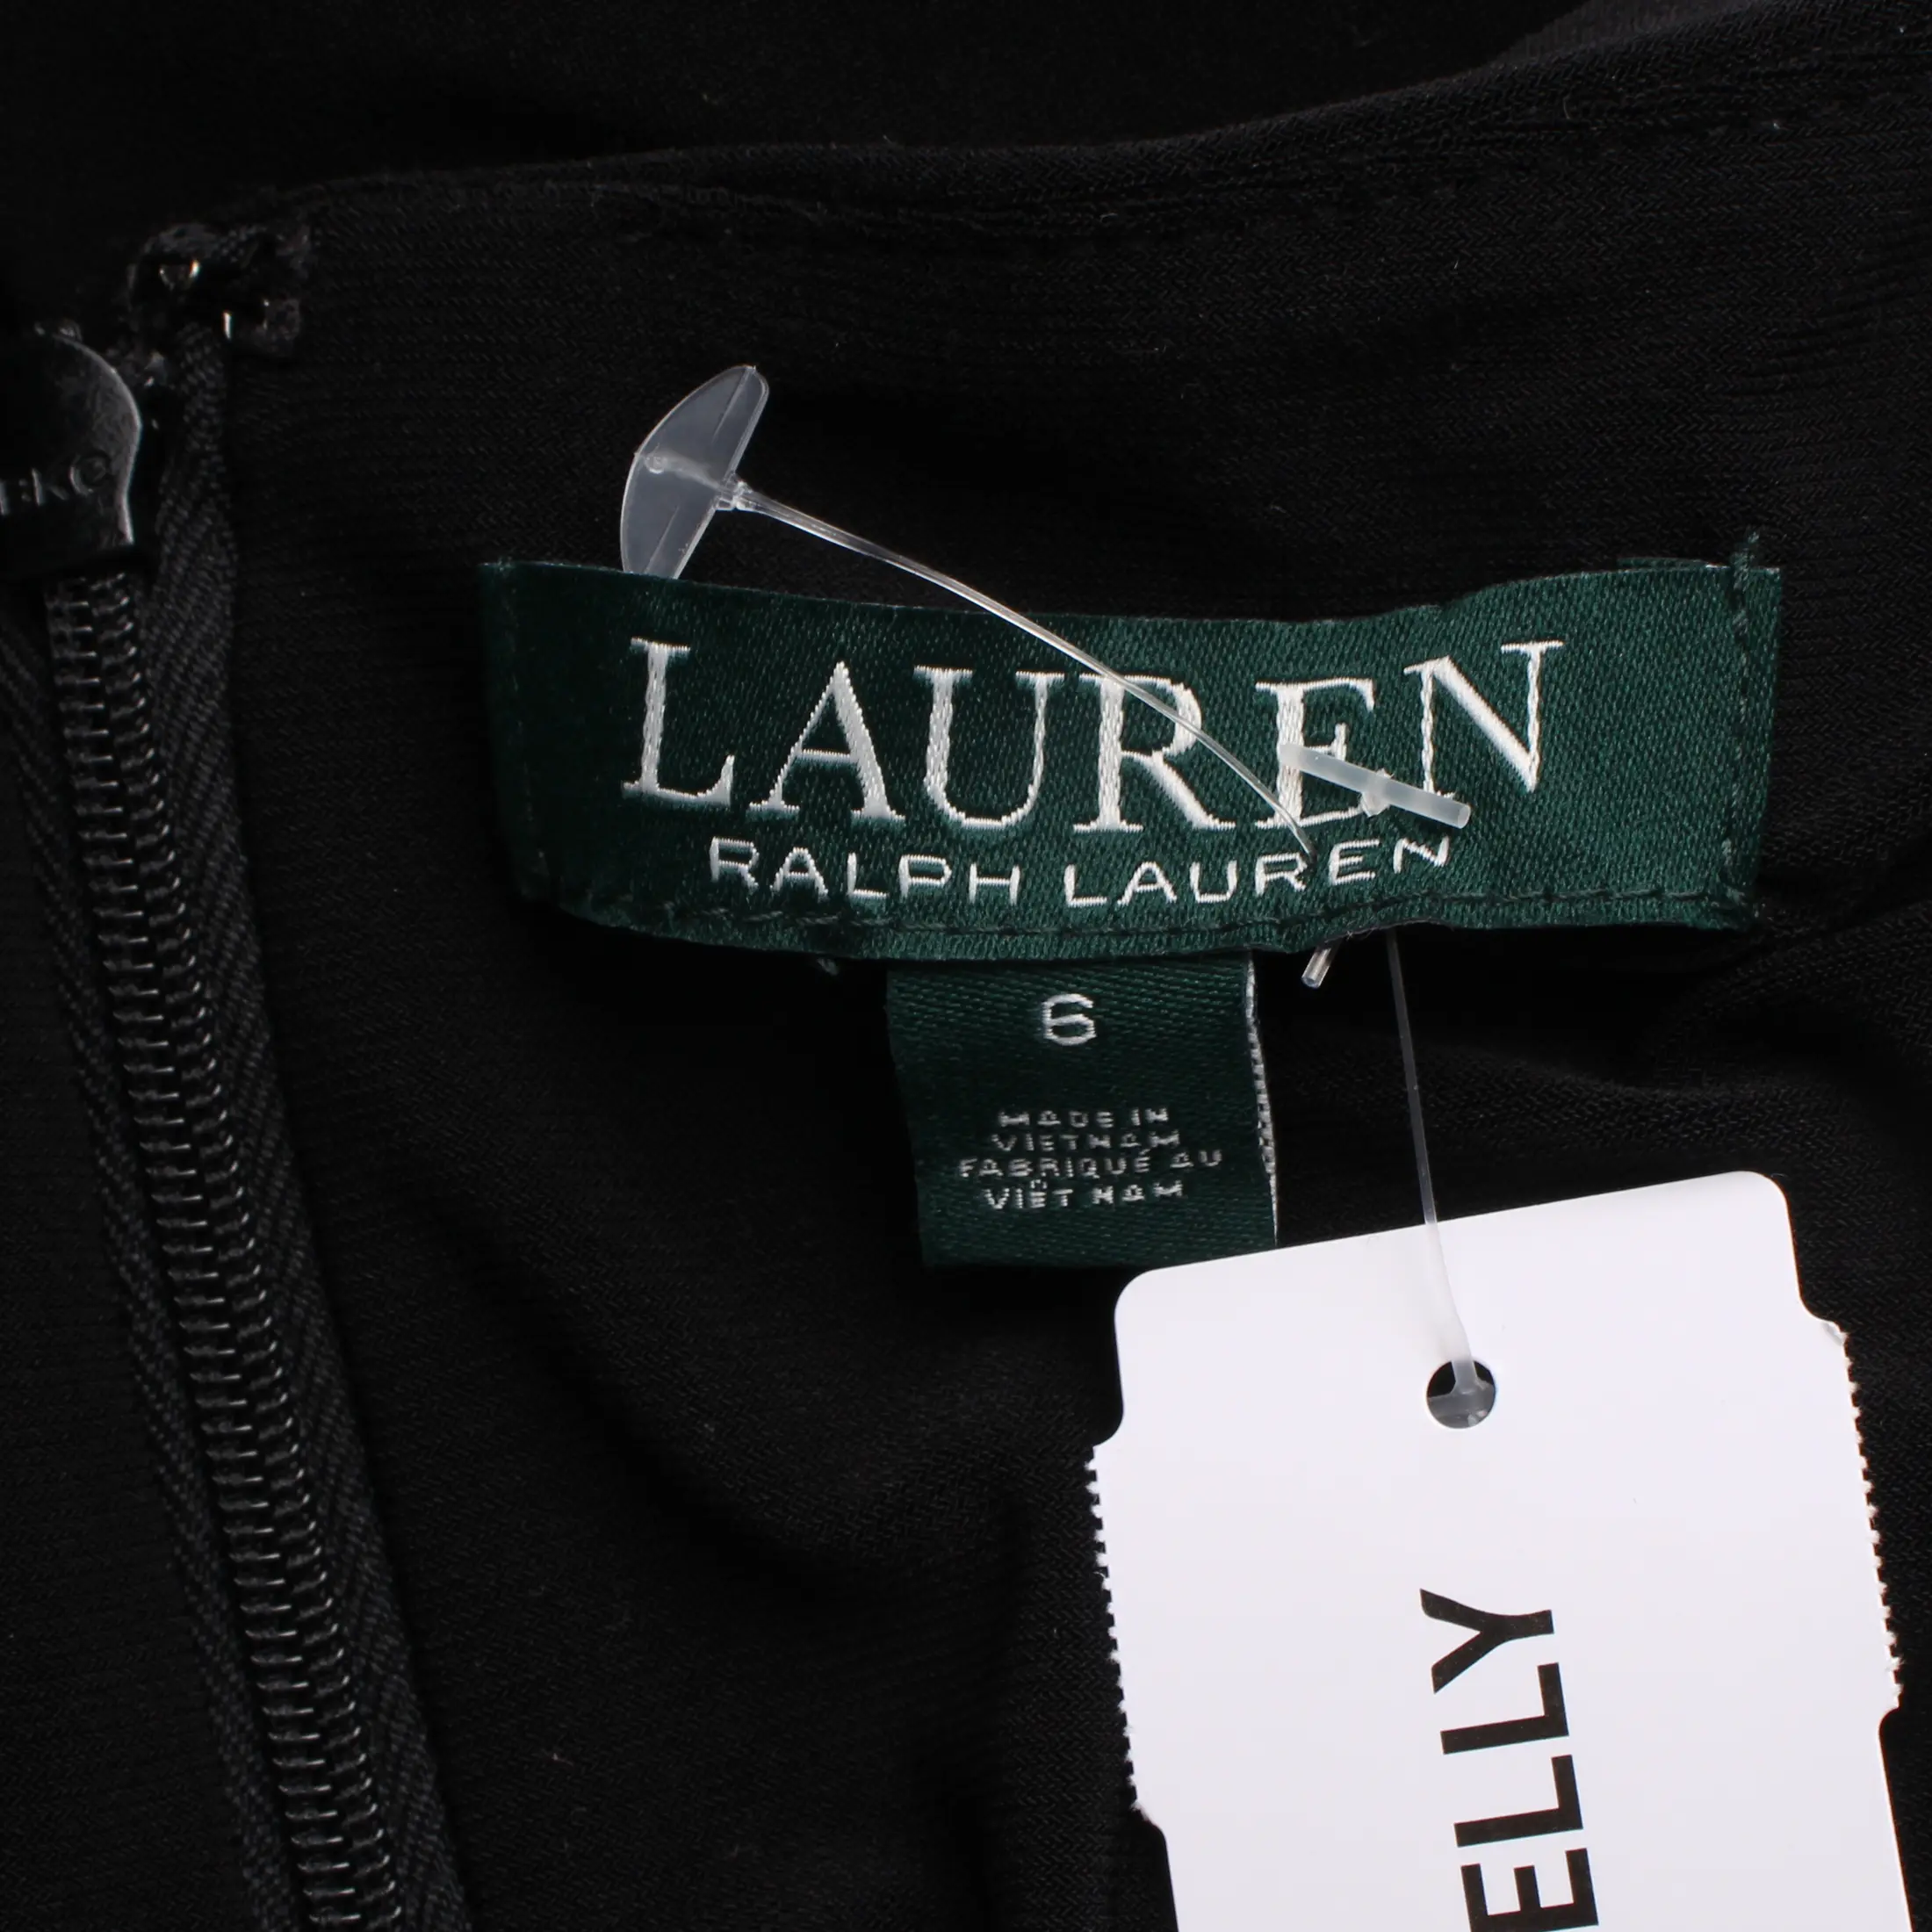 LAUREN
RALPH LAUREN
6
MADE IN
VIETNAM
FABRIQUÉ AU
VIÊT NAM
ELLY